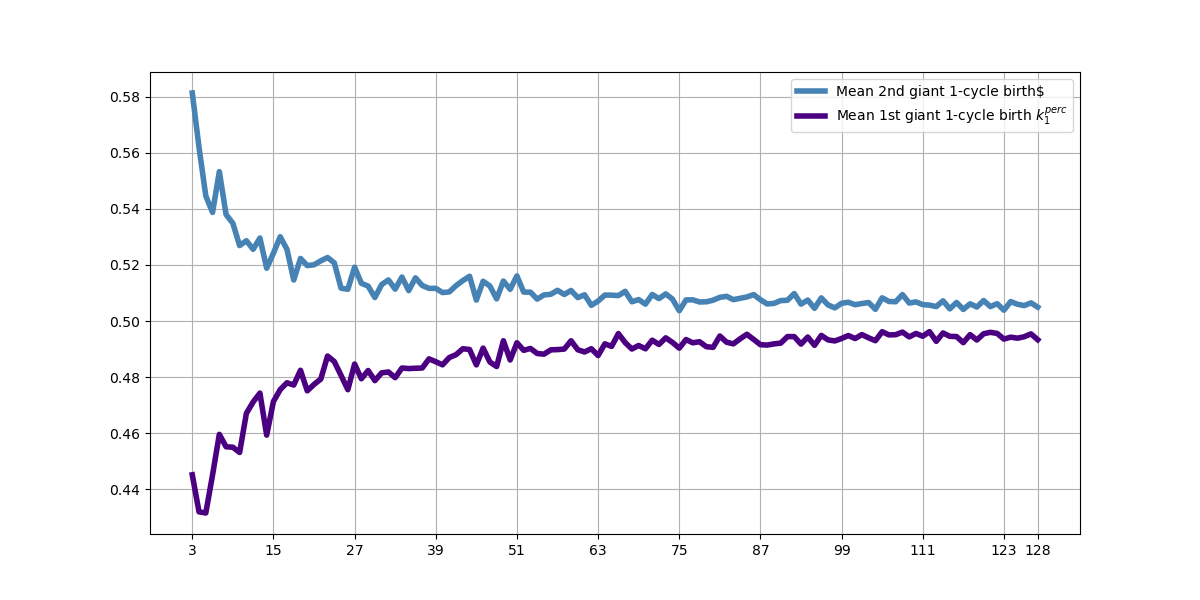 0.58
0.56
0.54
0.52
0.50
0.48
0.46
0.44
Mean 2nd giant 1-cycle birth$
Mean 1st giant 1-cycle birth $k_1^{perc}$
3 15 27 39 51 63 75 87 99 111 123 128